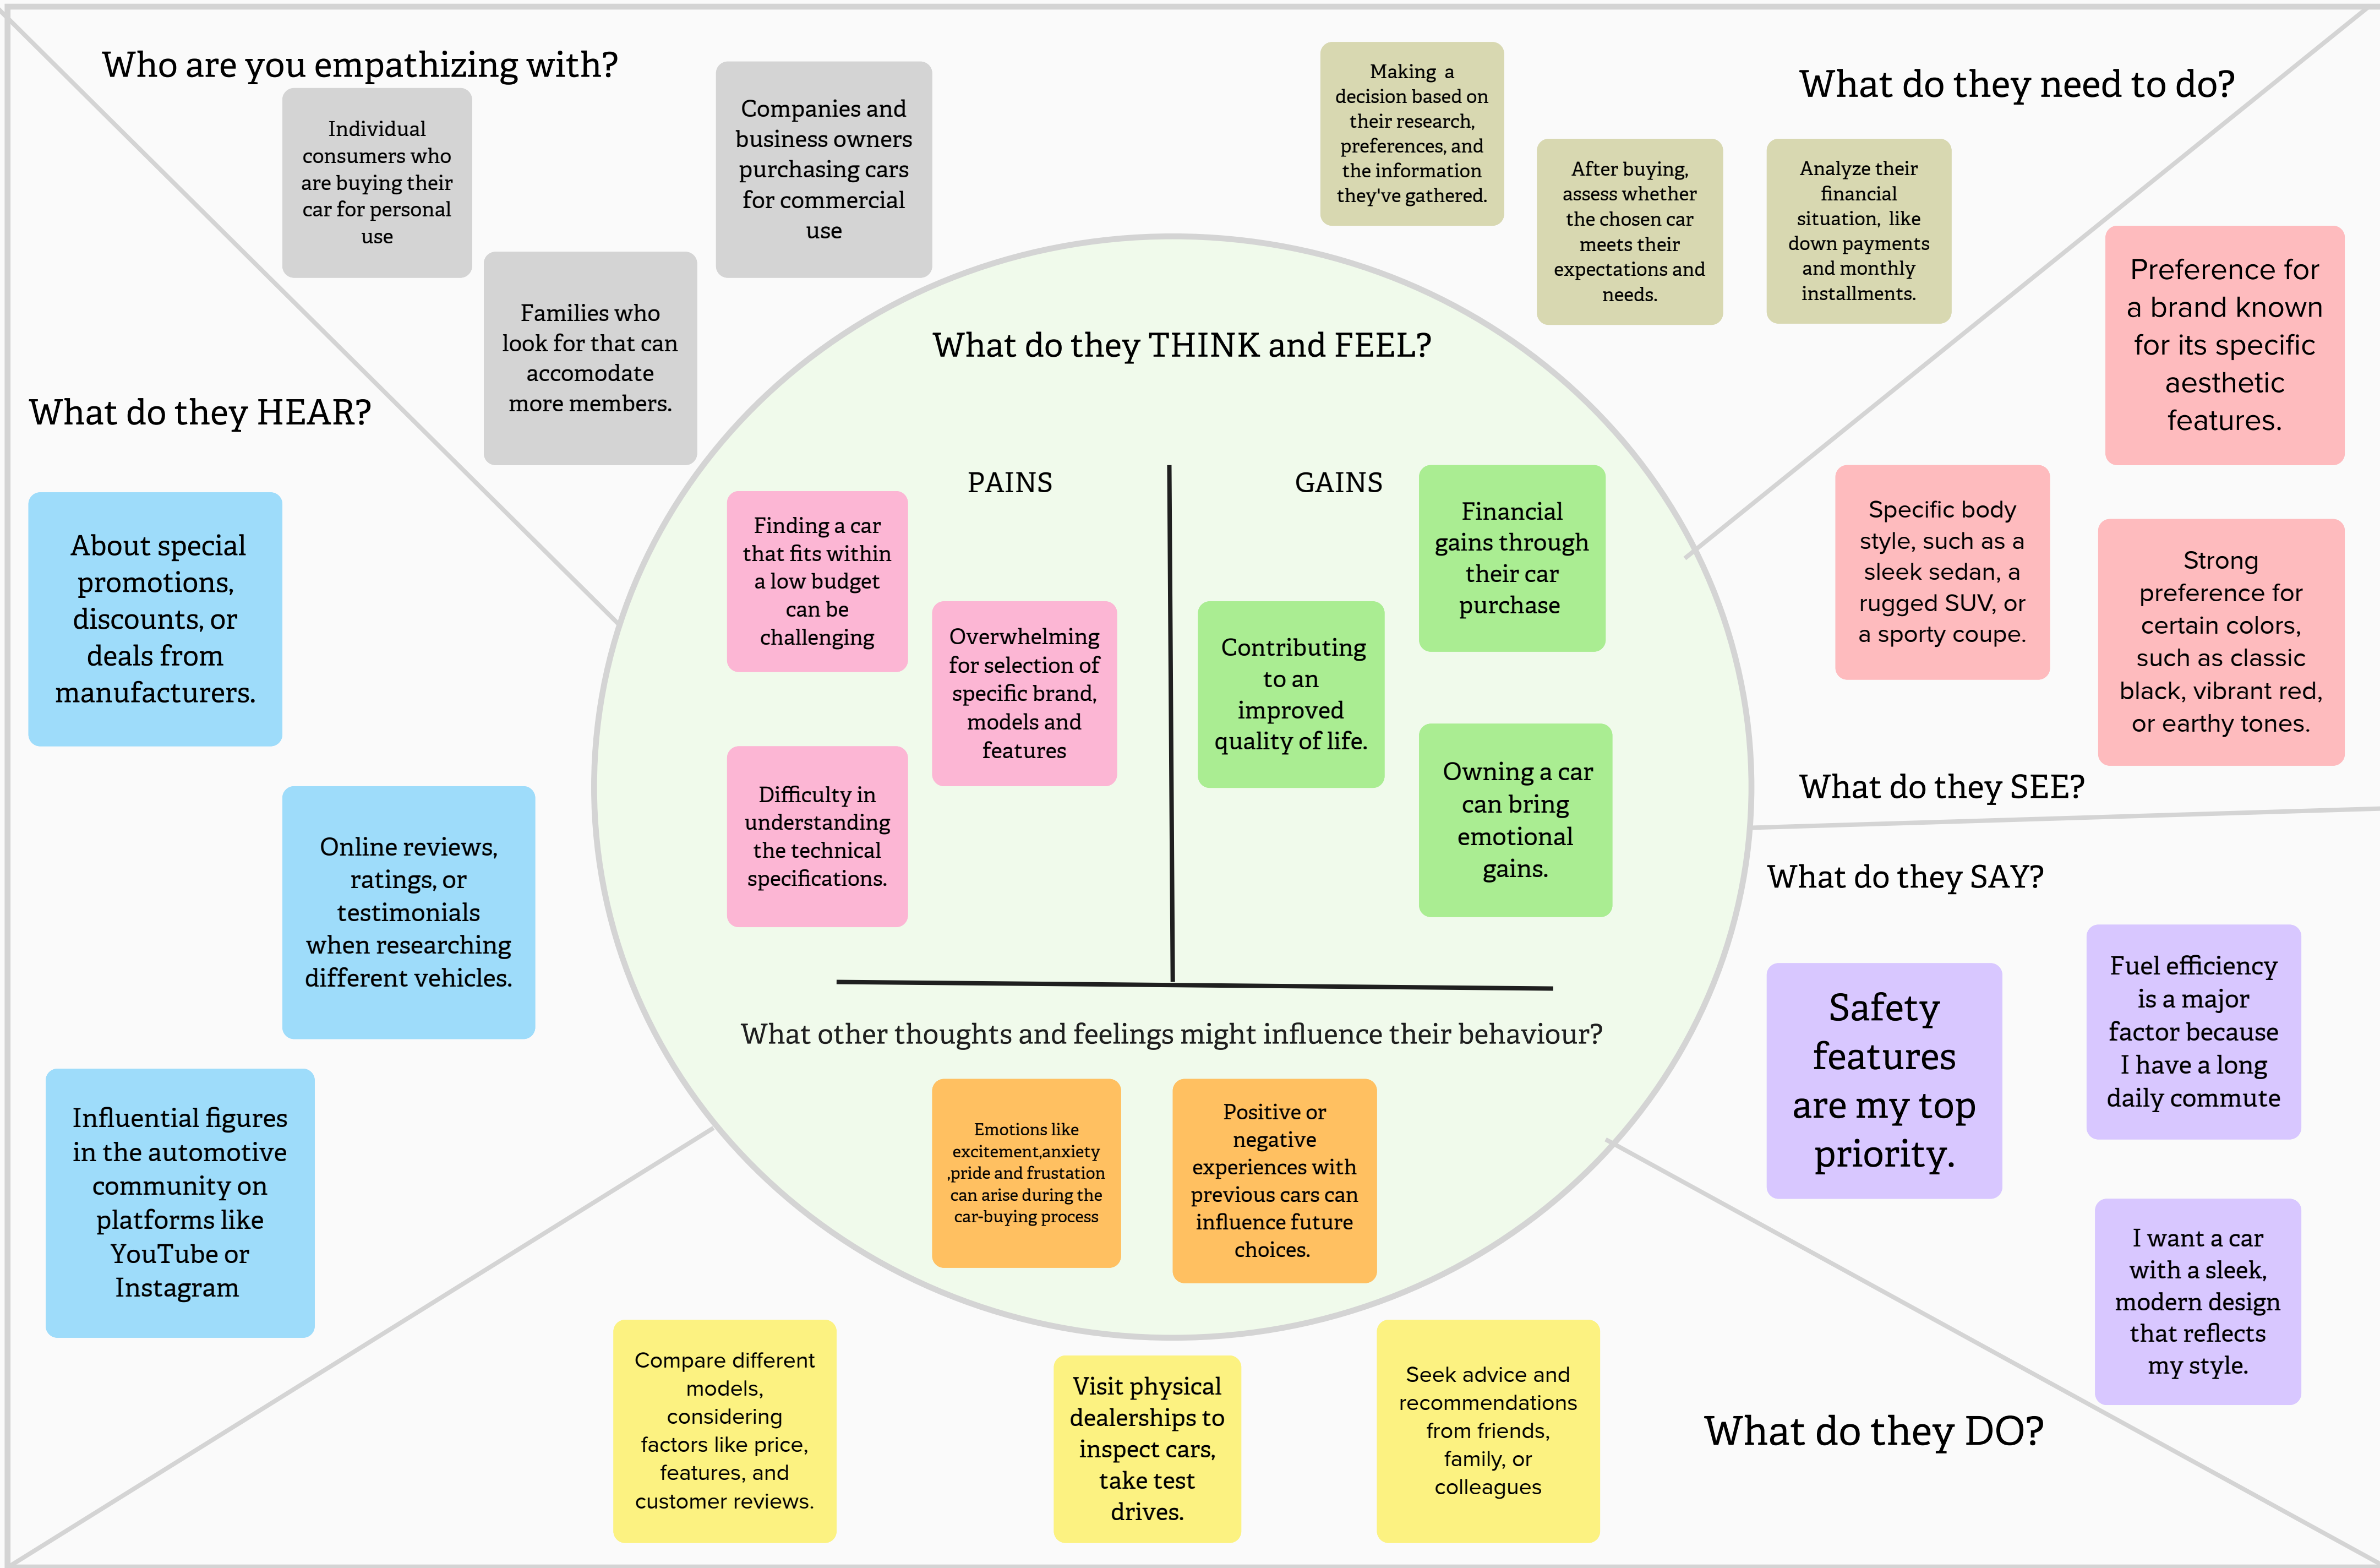 Who are you empathizing with?
Individual
consumers who
are buying their
car for personal
use
Families who
look for that can
accomodate
more members.
Companies and
business owners
purchasing cars
for commercial
use
What do they need to do?
Making a
decision based on
their research,
preferences, and
the information
they've gathered.
After buying,
assess whether
the chosen car
meets their
expectations and
needs.
Analyze their
financial
situation, like
down payments
and monthly
installments.
What do they HEAR?
About special
promotions,
discounts, or
deals from
manufacturers.
Online reviews,
ratings, or
testimonials
when researching
different vehicles.
Influential figures
in the automotive
community on
platforms like
YouTube or
Instagram
What do they THINK and FEEL?
PAINS
Finding a car
that fits within
a low budget
can be
challenging
Overwhelming
for selection of
specific brand,
models and
features
Difficulty in
understanding
the technical
specifications.
GAINS
Financial
gains through
their car
purchase
Contributing
to an
improved
quality of life.
Owning a car
can bring
emotional
gains.
What other thoughts and feelings might influence their behaviour?
Emotions like
excitement,anxiety
,pride and frustation
can arise during the
car-buying process
Positive or
negative
experiences with
previous cars can
influence future
choices.
Preference for
a brand known
for its specific
aesthetic
features.
Specific body
style, such as a
sleek sedan, a
rugged SUV, or
a sporty coupe.
Strong
preference for
certain colors,
such as classic
black, vibrant red,
or earthy tones.
What do they SEE?
What do they SAY?
Safety
features
are my top
priority.
Fuel efficiency
is a major
factor because
I have a long
daily commute
I want a car
with a sleek,
modern design
that reflects
my style.
Compare different
models,
considering
factors like price,
features, and
customer reviews.
Visit physical
dealerships to
inspect cars,
take test
drives.
Seek advice and
recommendations
from friends,
family, or
colleagues
What do they DO?